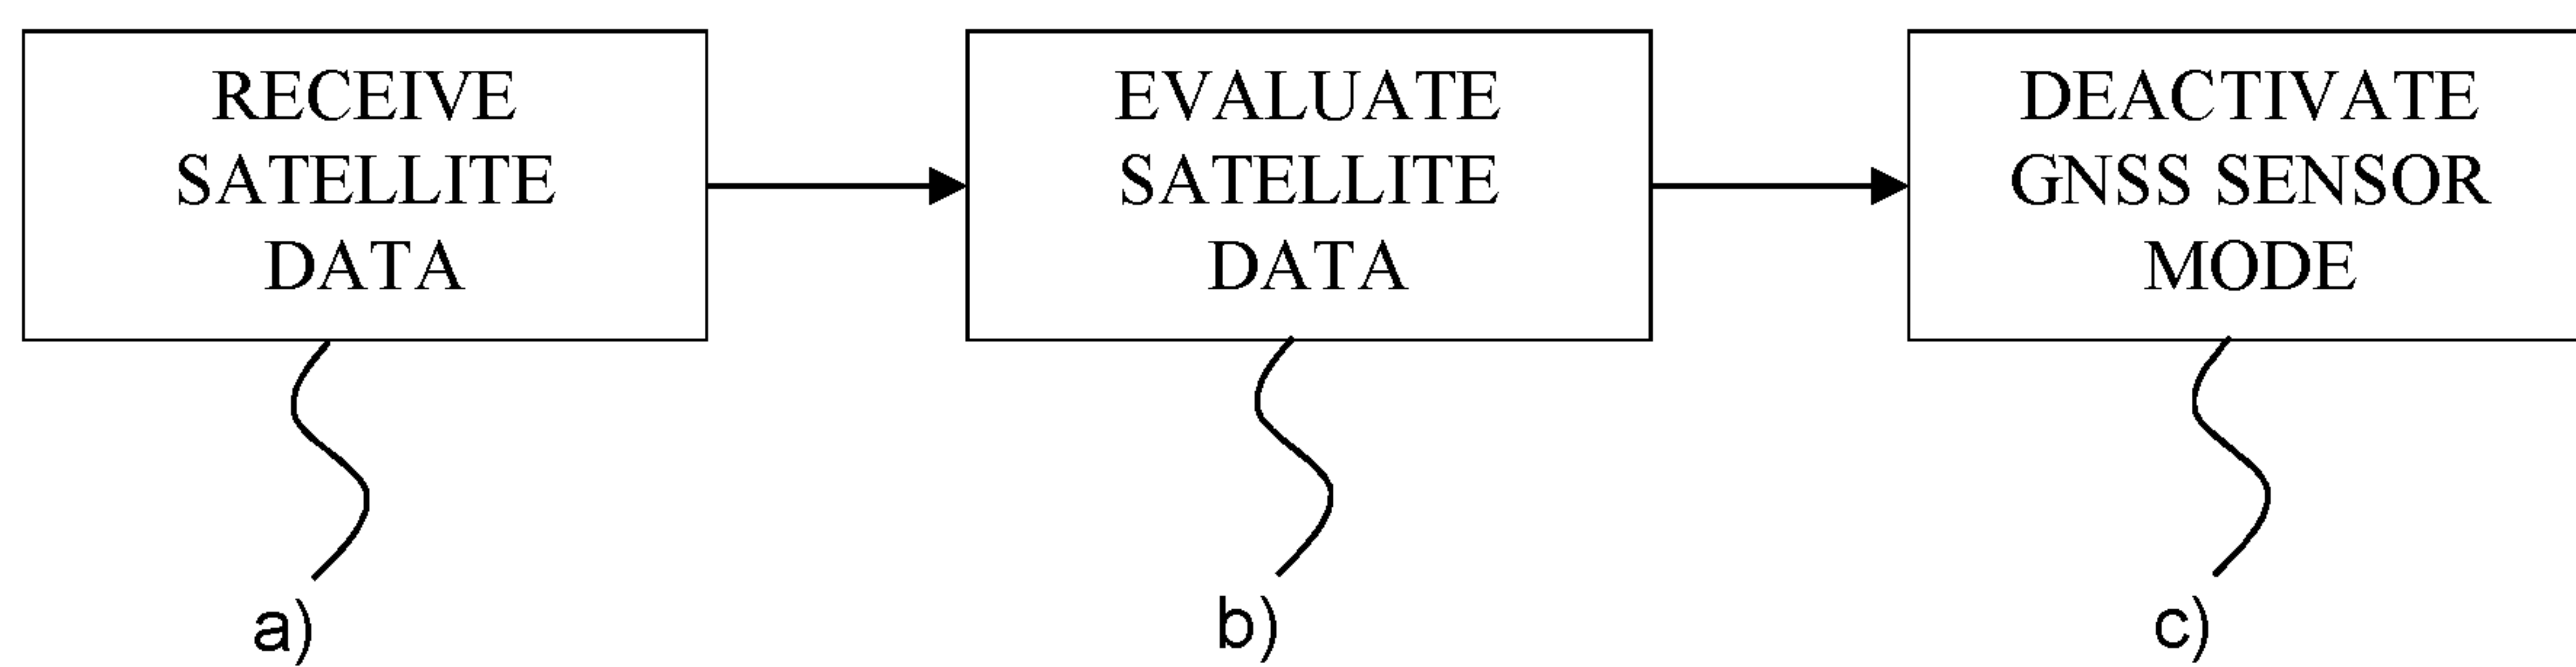 RECEIVE
SATELLITE
DATA
EVALUATE
SATELLITE
DATA
DEACTIVATE
GNSS SENSOR
MODE
a)
b)
c)